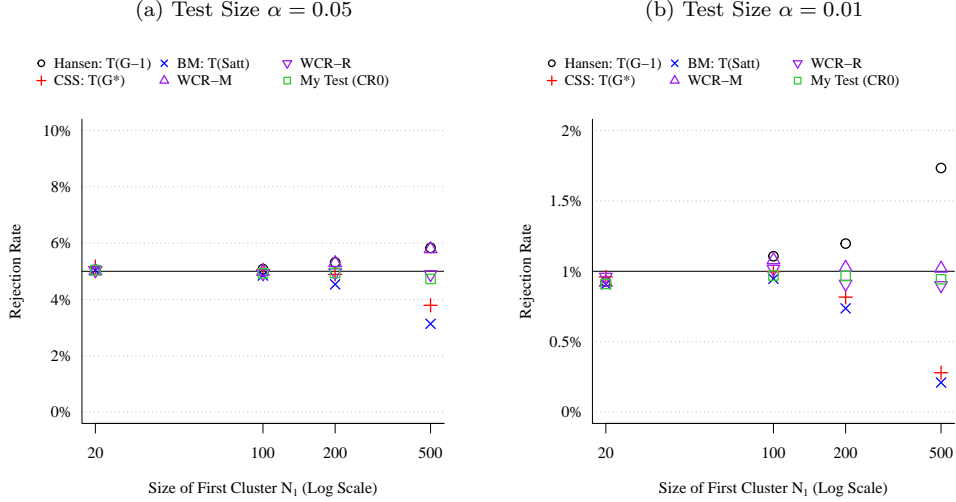 (a) Test Size α = 0.05
Hansen: T(G−1) BM: T(Satt) WCR−R
CSS: T(G*) WCR−M My Test (CR0)
10%
8%
6%
4%
2%
0%
Rejection Rate
20 100 200 500
Size of First Cluster N₁ (Log Scale)
(b) Test Size α = 0.01
Hansen: T(G−1) BM: T(Satt) WCR−R
CSS: T(G*) WCR−M My Test (CR0)
2%
1.5%
1%
0.5%
0%
Rejection Rate
20 100 200 500
Size of First Cluster N₁ (Log Scale)